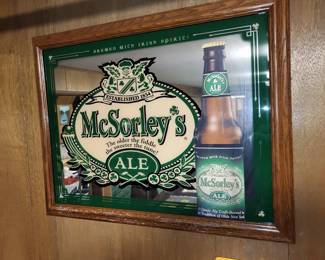 BREWED WITH IRISH SPIRIT!
ESTABLISHED 1854
McSorley's
The older the fiddle,
the sweeter the tune.
ALE
ALE
McSorley's
ALE